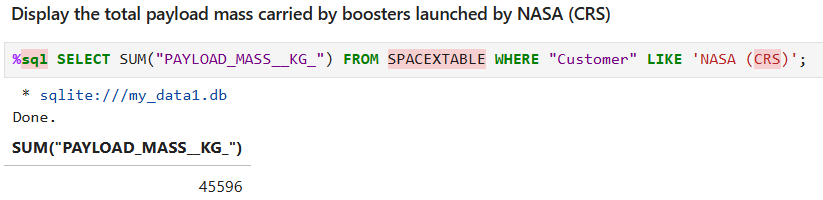 Display the total payload mass carried by boosters launched by NASA (CRS)
%sql SELECT SUM("PAYLOAD_MASS__KG_") FROM SPACEXTABLE WHERE "Customer" LIKE 'NASA (CRS)';
* sqlite:///my_data1.db
Done.
SUM("PAYLOAD_MASS__KG_")
45596